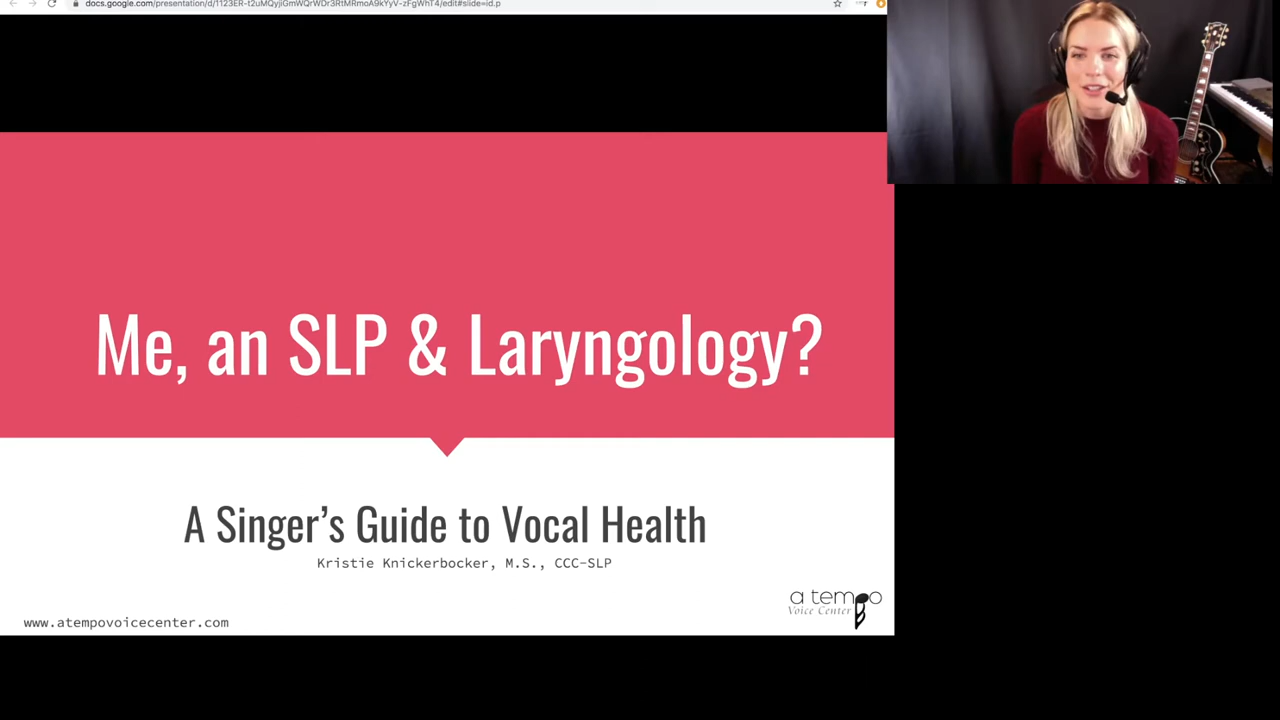 Me, an SLP & Laryngology?
A Singer's Guide to Vocal Health
Kristie Knickerbocker, M.S., CCC-SLP
www.atempovoicecenter.com
a tempo
Voice Center